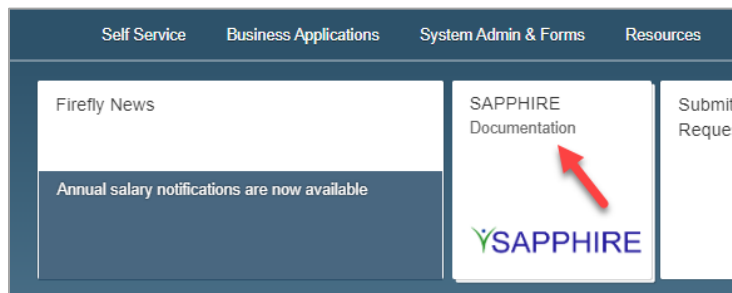 Self Service Business Applications System Admin & Forms Resources
Firefly News
Annual salary notifications are now available
SAPPHIRE
Documentation
SAPPHIRE
Submit
Reque